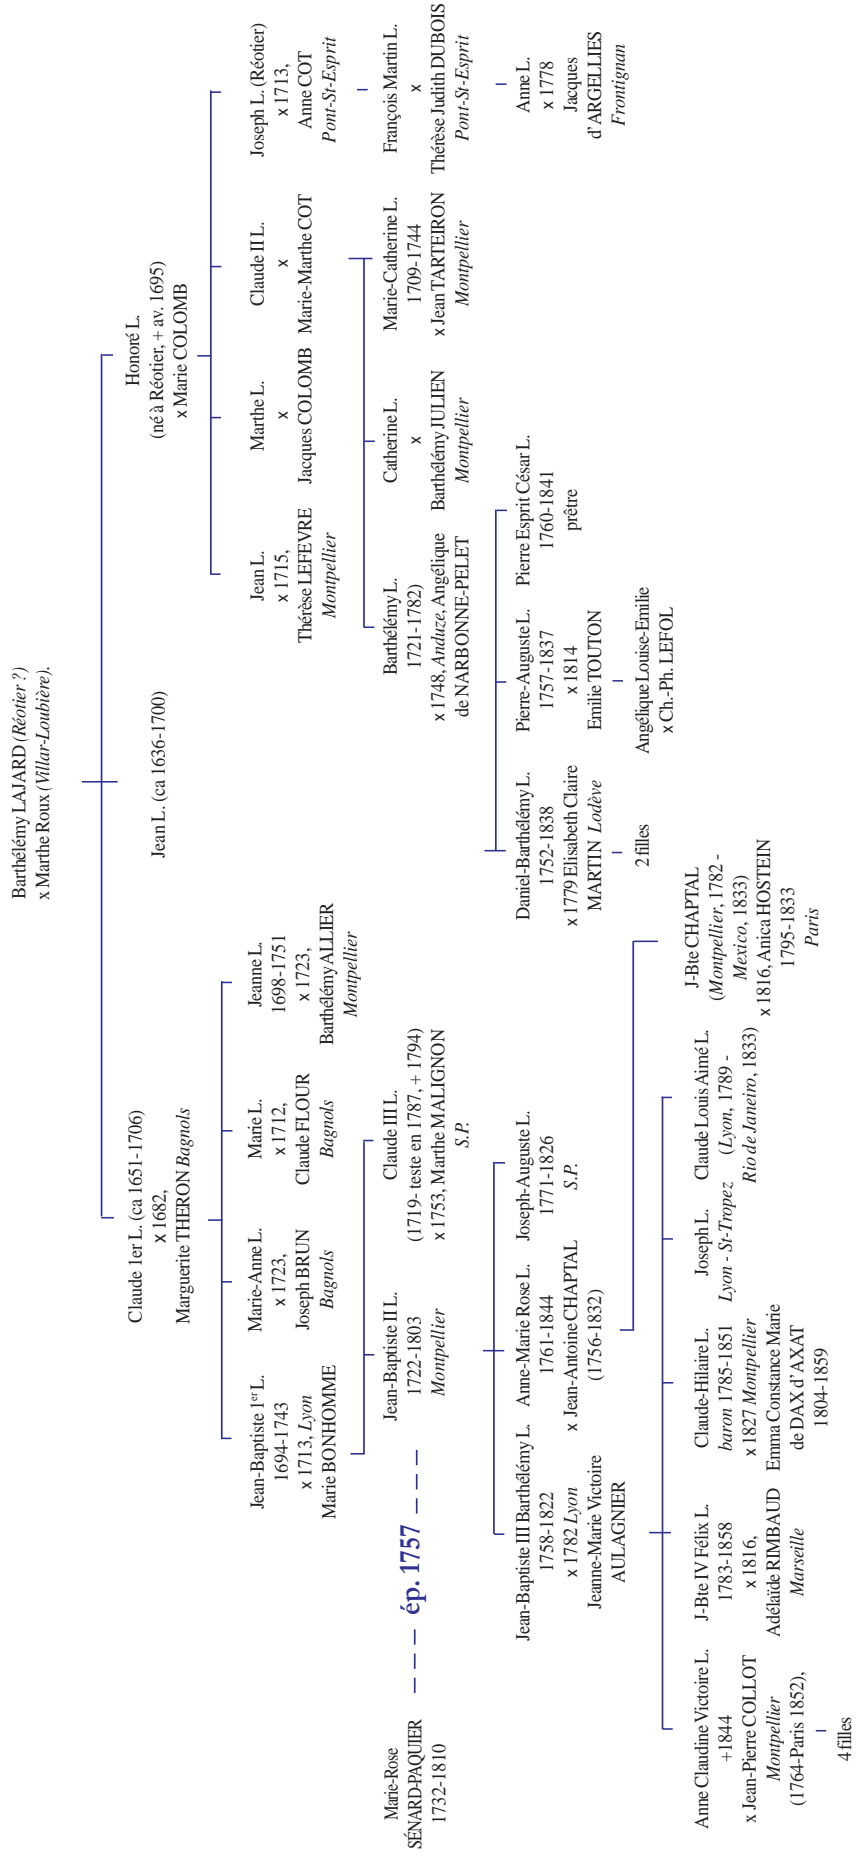 Barthélémy LAJARD (Réotier ?)
x Marthe Roux (Villar-Loubière).
Claude 1er L. (ca 1651-1706)
x 1682,
Marguerite THERON Bagnols
Jean L. (ca 1636-1700)
Honoré L.
(né à Réotier, + av. 1695)
x Marie COLOMB
Jean-Baptiste 1er L.
1694-1743
x 1713, Lyon
Marie BONHOMME
Marie-Anne L.
x 1723,
Joseph BRUN
Bagnols
Marie L.
x 1712,
Claude FLOUR
Bagnols
Jeanne L.
1698-1751
x 1723,
Barthélémy ALLIER
Montpellier
Jean L.
x 1715,
Thérèse LEFEVRE
Montpellier
Marthe L.
x
Jacques COLOMB
Claude II L.
x
Marie-Marthe COT
Joseph L. (Réotier)
x 1713,
Anne COT
Pont-St-Esprit
Marie-Rose
SÉNARD-PAQUIER
1732-1810
ép. 1757
Jean-Baptiste II L.
1722-1803
Montpellier
Claude III L.
(1719- teste en 1787, + 1794)
x 1753, Marthe MALIGNON
S.P.
Barthélémy L.
1721-1782)
x 1748, Anduze, Angélique
de NARBONNE-PELET
Catherine L.
x
Barthélémy JULIEN
Montpellier
Marie-Catherine L.
1709-1744
x Jean TARTEIRON
Montpellier
François Martin L.
x
Thérèse Judith DUBOIS
Pont-St-Esprit
Jean-Baptiste III Barthélémy L.
1758-1822
x 1782 Lyon
Jeanne-Marie Victoire
AULAGNIER
Anne-Marie Rose L.
1761-1844
x Jean-Antoine CHAPTAL
(1756-1832)
Joseph-Auguste L.
1771-1826
S.P.
Daniel-Barthélémy L.
1752-1838
x 1779 Elisabeth Claire
MARTIN Lodève
2 filles
Pierre-Auguste L.
1757-1837
x 1814
Emilie TOUTON
Pierre Esprit César L.
1760-1841
prêtre
Anne L.
x 1778
Jacques
d'ARGELLIES
Frontignan
Angélique Louise-Emilie
x Ch.-Ph. LEFOL
Anne Claudine Victoire L.
+1844
x Jean-Pierre COLLOT
Montpellier
(1764-Paris 1852),
4 filles
J-Bte IV Félix L.
1783-1858
x 1816,
Adélaïde RIMBAUD
Marseille
Claude-Hilaire L.
baron 1785-1851
x 1827 Montpellier
Emma Constance Marie
de DAX d'AXAT
1804-1859
Joseph L.
Lyon - St-Tropez
Claude Louis Aimé L.
(Lyon, 1789 -
Rio de Janeiro, 1833)
J-Bte CHAPTAL
(Montpellier, 1782 -
Mexico, 1833)
x 1816, Anica HOSTEIN
1795-1833
Paris